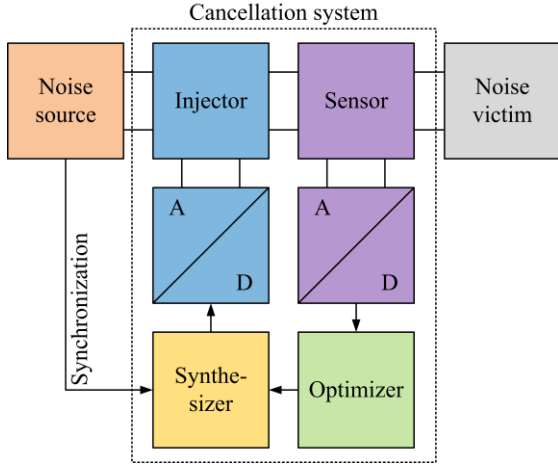 Cancellation system
Noise
source
Injector
Sensor
Noise
victim
A
D
A
D
Synchronization
Synthe-
sizer
Optimizer